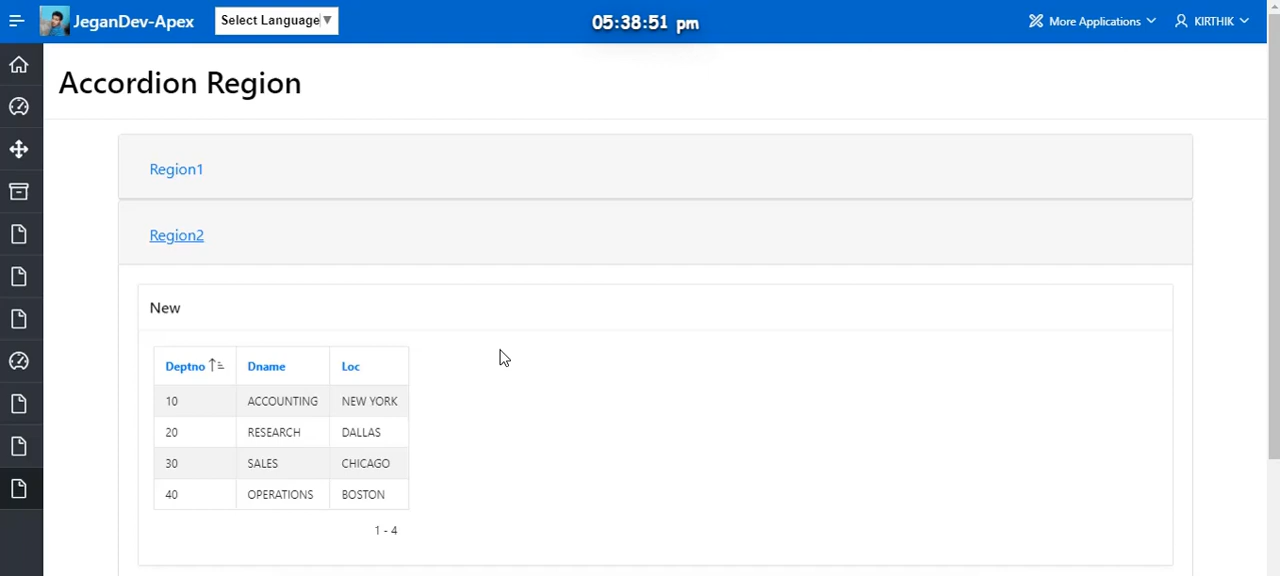 JeganDev-Apex Select Language▼ 05:38:51 pm More Applications KIRTHIK
Accordion Region
Region1
Region2
New
Deptno Dname Loc
10 ACCOUNTING NEW YORK
20 RESEARCH DALLAS
30 SALES CHICAGO
40 OPERATIONS BOSTON
1 - 4